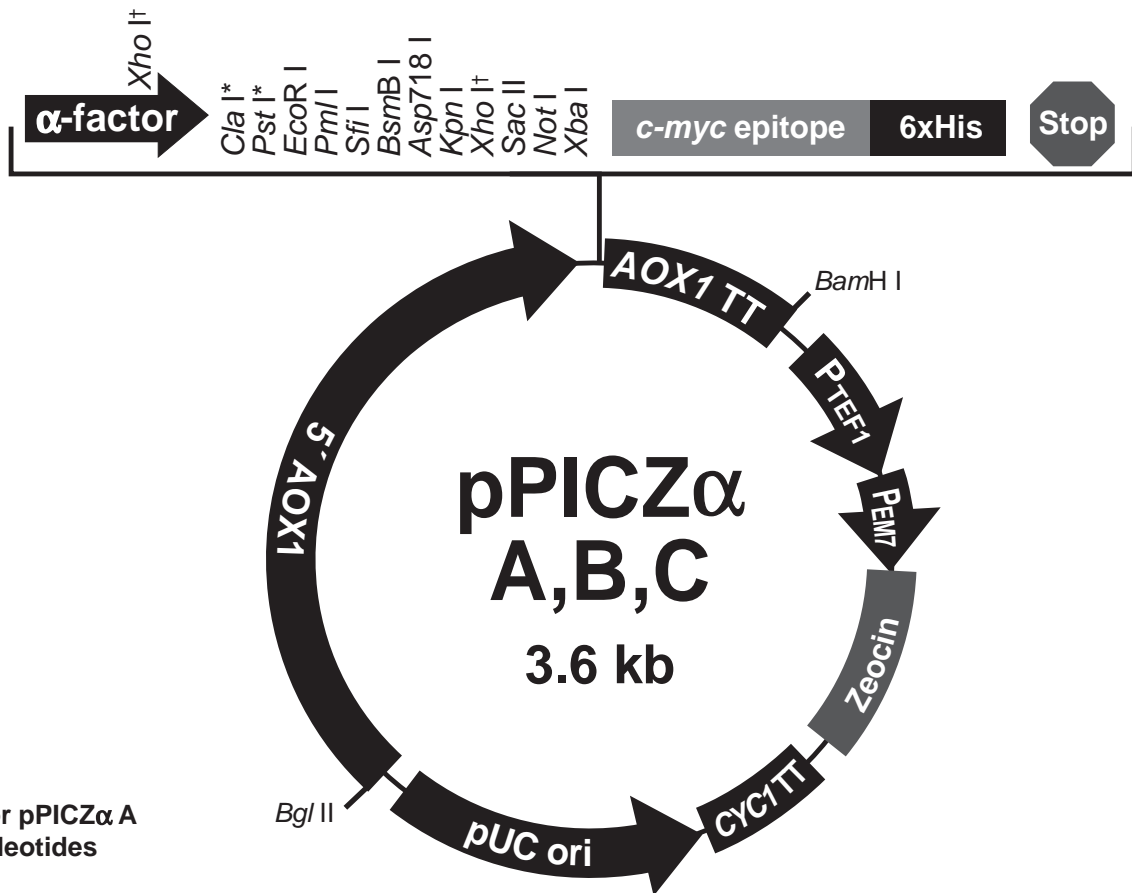 Xho I†
α-factor
Cla I*
Pst I*
EcoR I
Pml I
Sfi I
BsmB I
Asp718 I
Kpn I
Xho I†
Sac II
Not I
Xba I
c-myc epitope
6xHis
Stop
AOX1 TT
BamH I
PTEF1
PEM7
5´ AOX1
pPICZα
A,B,C
3.6 kb
Zeocin
CYC1 TT
Bgl II
pUC ori
r pPICZα A
leotides